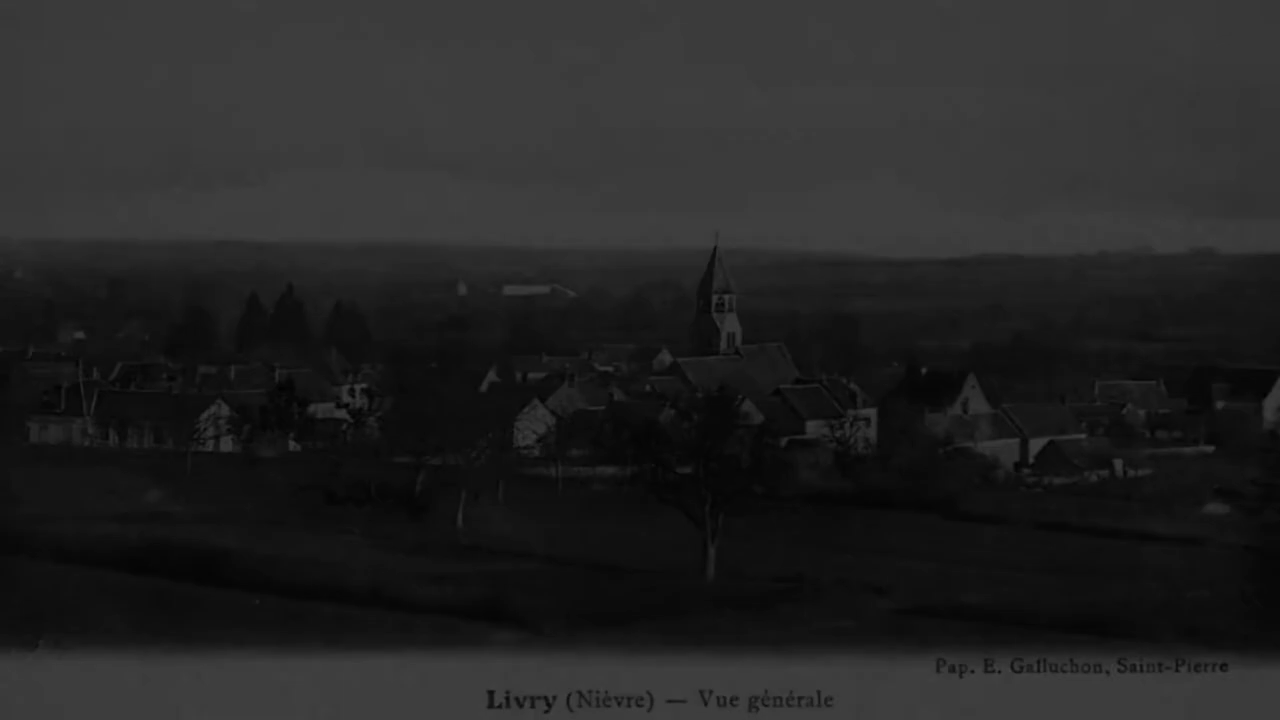 Pap. E. Galluchon, Saint-Pierre
Livry (Nièvre) — Vue générale